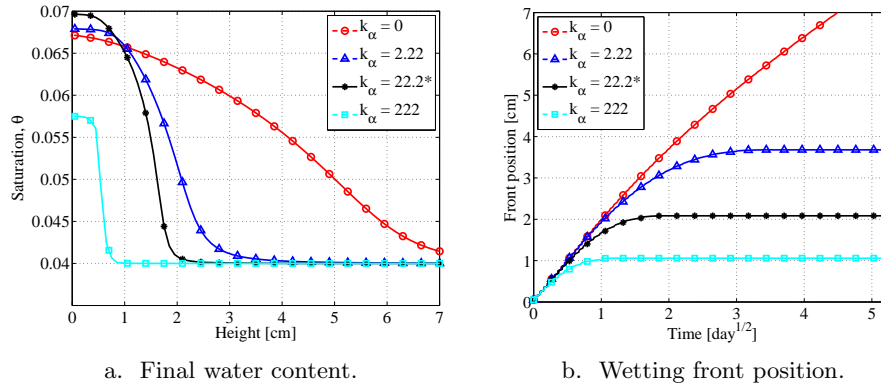 0.07
0.065
0.06
0.055
0.05
0.045
0.04
Saturation, θ
0 1 2 3 4 5 6 7
Height [cm]
k_α = 0
k_α = 2.22
k_α = 22.2*
k_α = 222
a. Final water content.
7
6
5
4
3
2
1
0
Front position [cm]
0 1 2 3 4 5
Time [day^1/2]
k_α = 0
k_α = 2.22
k_α = 22.2*
k_α = 222
b. Wetting front position.